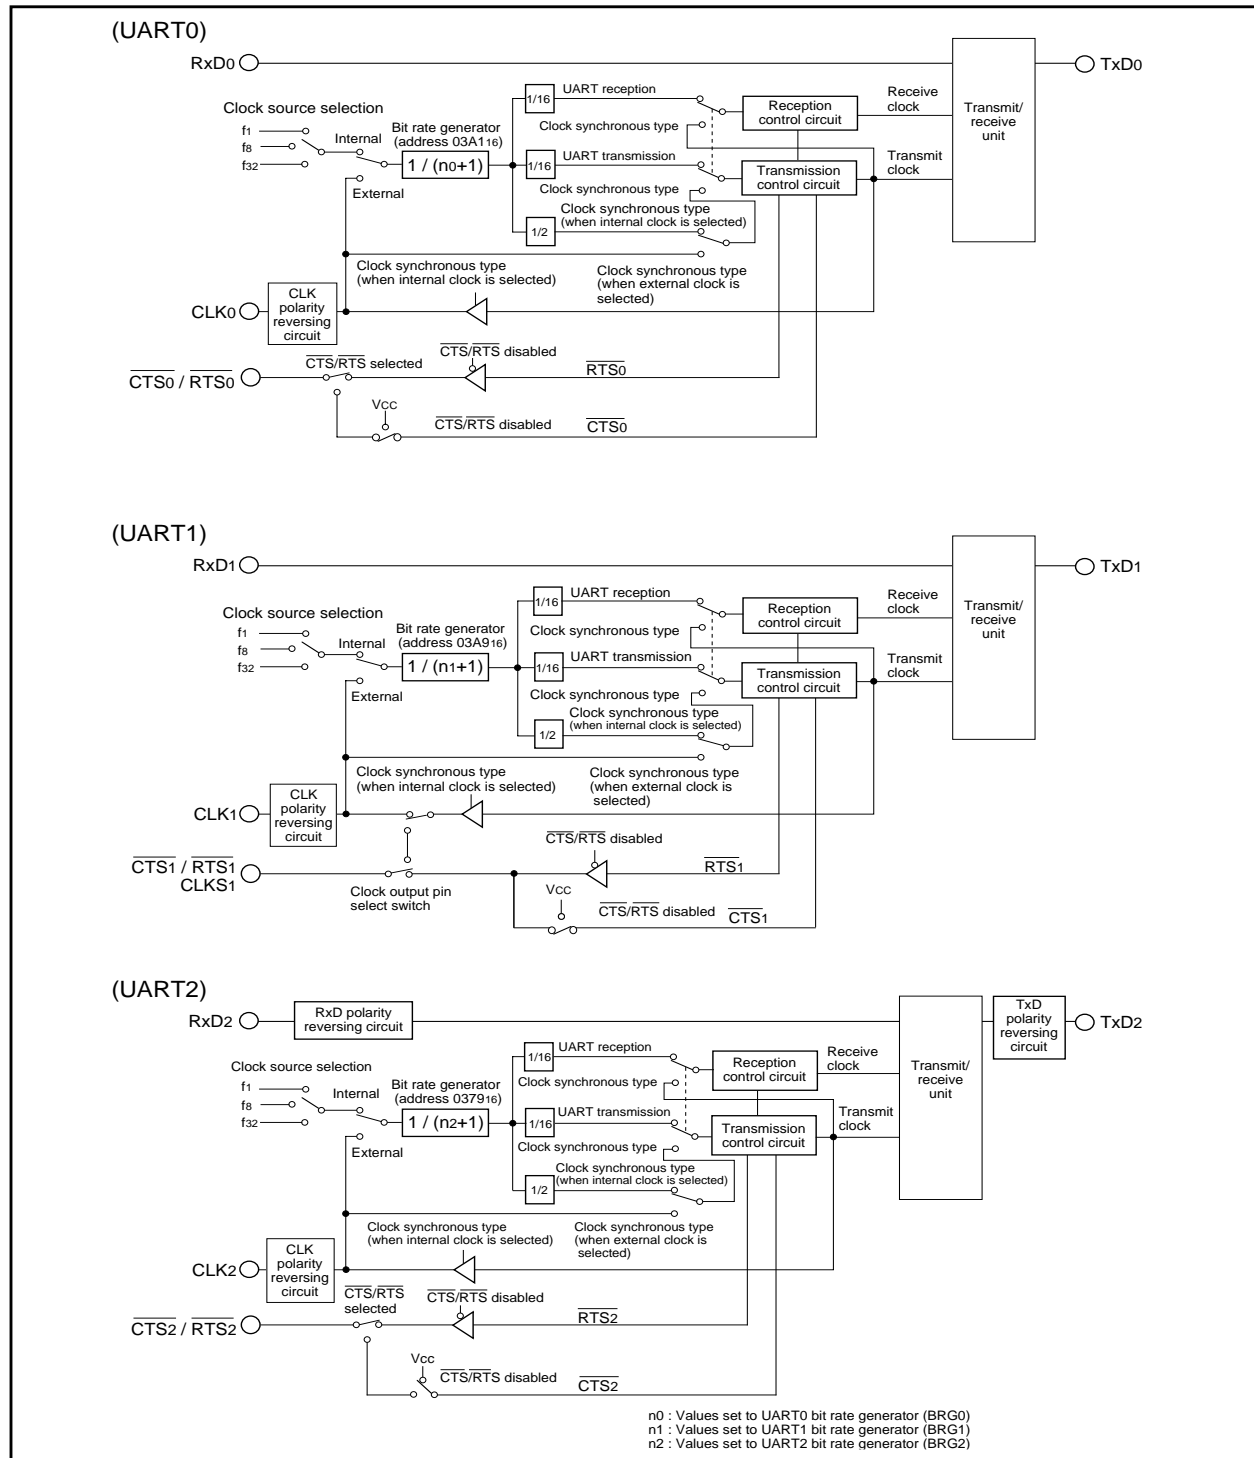 (UART0)
RxD0
TxD0
Clock source selection
f1
f8
f32
Internal
External
Bit rate generator
(address 03A116)
1 / (n0+1)
1/16
UART reception
Clock synchronous type
1/16
UART transmission
Clock synchronous type
Clock synchronous type
(when internal clock is selected)
1/2
Reception
control circuit
Transmission
control circuit
Receive
clock
Transmit
clock
Transmit/
receive
unit
Clock synchronous type
(when internal clock is selected)
Clock synchronous type
(when external clock is
selected)
CLK0
CLK
polarity
reversing
circuit
CTS0 / RTS0
CTS/RTS selected
CTS/RTS disabled
RTS0
Vcc
CTS/RTS disabled
CTS0
(UART1)
RxD1
TxD1
Clock source selection
f1
f8
f32
Internal
External
Bit rate generator
(address 03A916)
1 / (n1+1)
1/16
UART reception
Clock synchronous type
1/16
UART transmission
Clock synchronous type
Clock synchronous type
(when internal clock is selected)
1/2
Reception
control circuit
Transmission
control circuit
Receive
clock
Transmit
clock
Transmit/
receive
unit
Clock synchronous type
(when internal clock is selected)
Clock synchronous type
(when external clock is
selected)
CLK1
CLK
polarity
reversing
circuit
CTS1 / RTS1
CLKS1
Clock output pin
select switch
CTS/RTS disabled
RTS1
VCC
CTS/RTS disabled
CTS1
(UART2)
RxD2
RxD polarity
reversing circuit
TxD
polarity
reversing
circuit
TxD2
Clock source selection
f1
f8
f32
Internal
External
Bit rate generator
(address 037916)
1 / (n2+1)
1/16
UART reception
Clock synchronous type
1/16
UART transmission
Clock synchronous type
Clock synchronous type
(when internal clock is selected)
1/2
Reception
control circuit
Transmission
control circuit
Receive
clock
Transmit
clock
Transmit/
receive
unit
Clock synchronous type
(when internal clock is selected)
Clock synchronous type
(when external clock is
selected)
CLK2
CLK
polarity
reversing
circuit
CTS2 / RTS2
CTS/RTS
selected
CTS/RTS disabled
RTS2
Vcc
CTS/RTS disabled
CTS2
n0 : Values set to UART0 bit rate generator (BRG0)
n1 : Values set to UART1 bit rate generator (BRG1)
n2 : Values set to UART2 bit rate generator (BRG2)